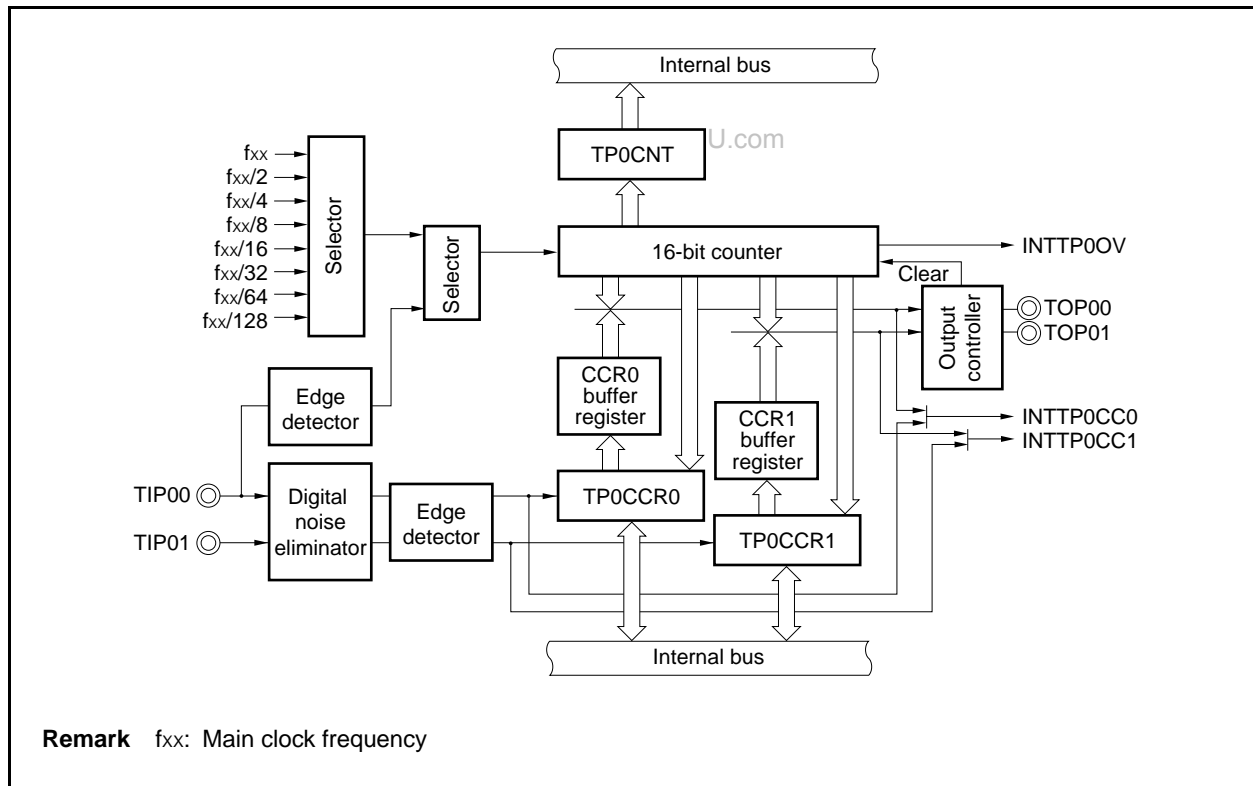 Internal bus
U.com
TP0CNT
fxx
fxx/2
fxx/4
fxx/8
fxx/16
fxx/32
fxx/64
fxx/128
Selector
Selector
16-bit counter
INTTP0OV
Clear
Output
controller
TOP00
TOP01
CCR0
buffer
register
CCR1
buffer
register
INTTP0CC0
INTTP0CC1
Edge
detector
TIP00
TIP01
Digital
noise
eliminator
Edge
detector
TP0CCR0
TP0CCR1
Internal bus
Remark fxx: Main clock frequency